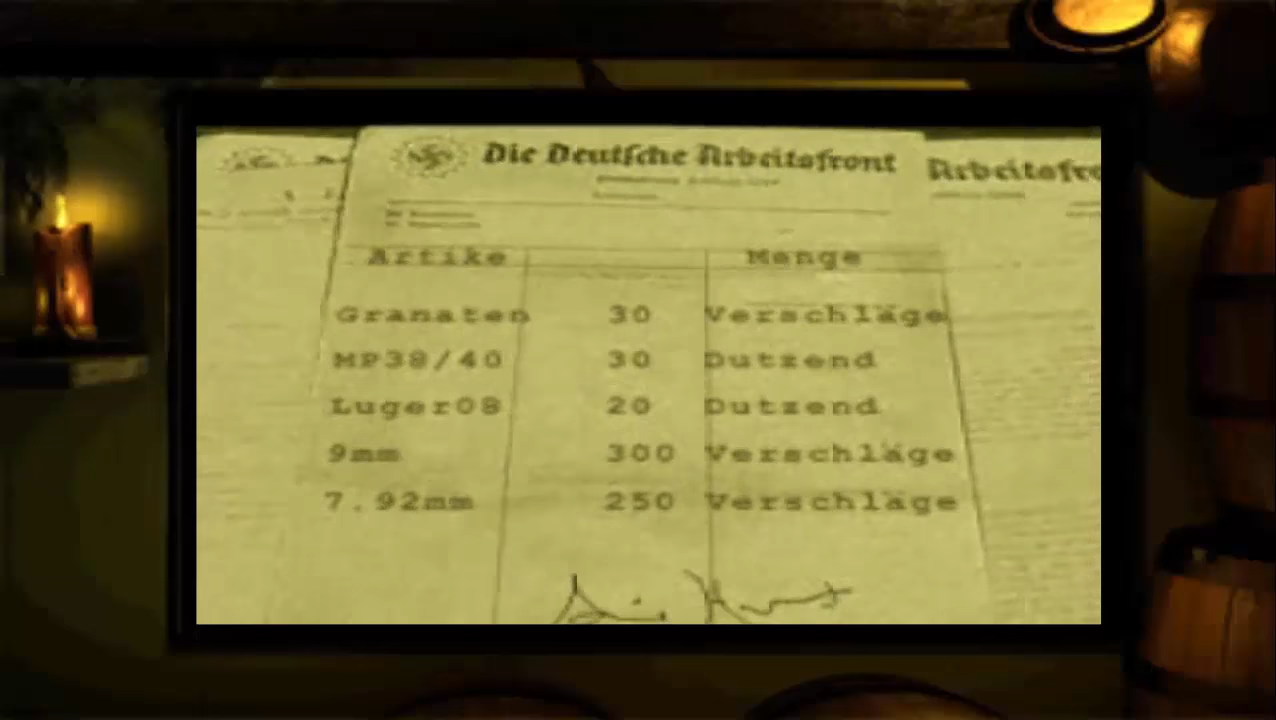 Die Deutsche Arbeitsfront
Arbeitsfro
Artike Menge
Granaten 30 Verschläge
MP38/40 30 Dutzend
Luger08 20 Dutzend
9mm 300 Verschläge
7.92mm 250 Verschläge